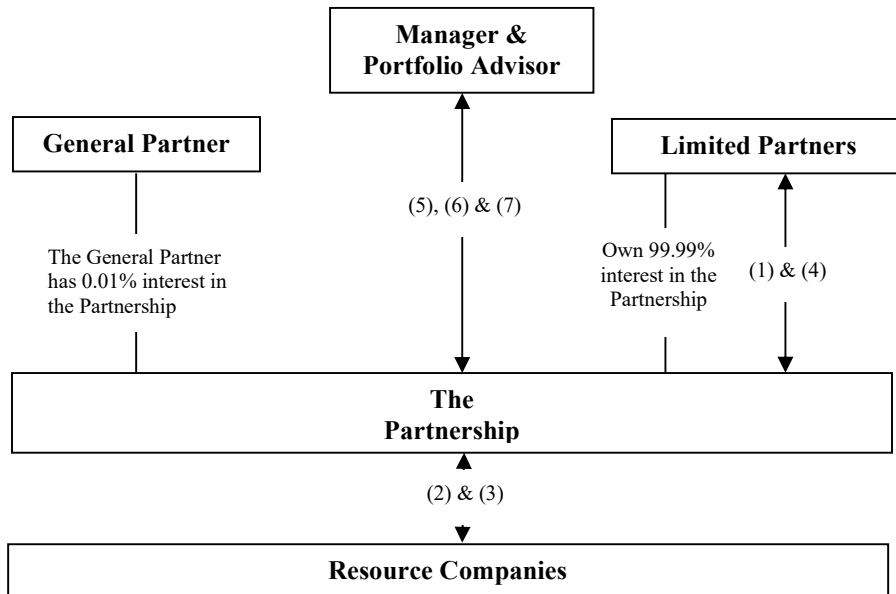 Manager &
Portfolio Advisor
General Partner
Limited Partners
(5), (6) & (7)
The General Partner
has 0.01% interest in
the Partnership
Own 99.99%
interest in the
Partnership
(1) & (4)
The
Partnership
(2) & (3)
Resource Companies